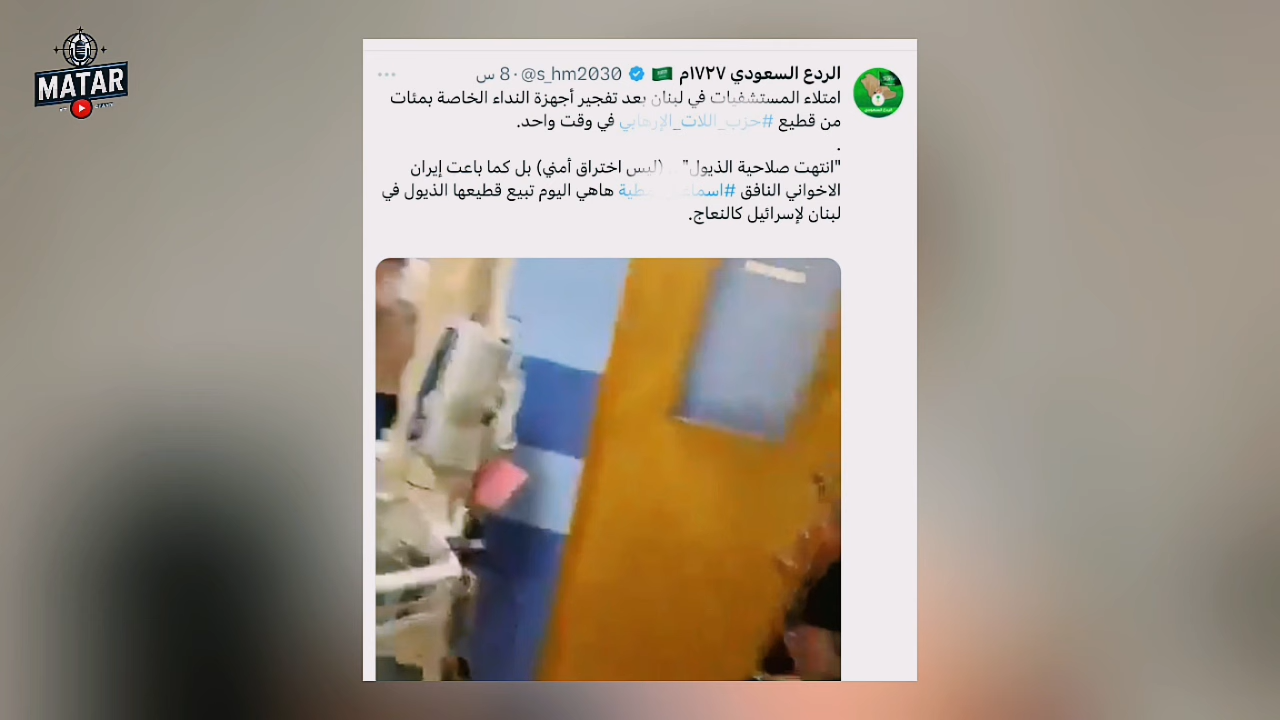 MATAR
الردع السعودي ١٧٢٧م 🇸🇦 @s_hm2030 · 8 س
امتلاء المستشفيات في لبنان بعد تفجير أجهزة النداء الخاصة بمئات
من قطيع #حزب_اللات_الإرهابي في وقت واحد.
.
"انتهت صلاحية الذيول" .. (ليس اختراق أمني) بل كما باعت إيران
الاخواني النافق #اسماعيل هاهي اليوم تبيع قطيعها الذيول في
لبنان لإسرائيل كالنعاج.